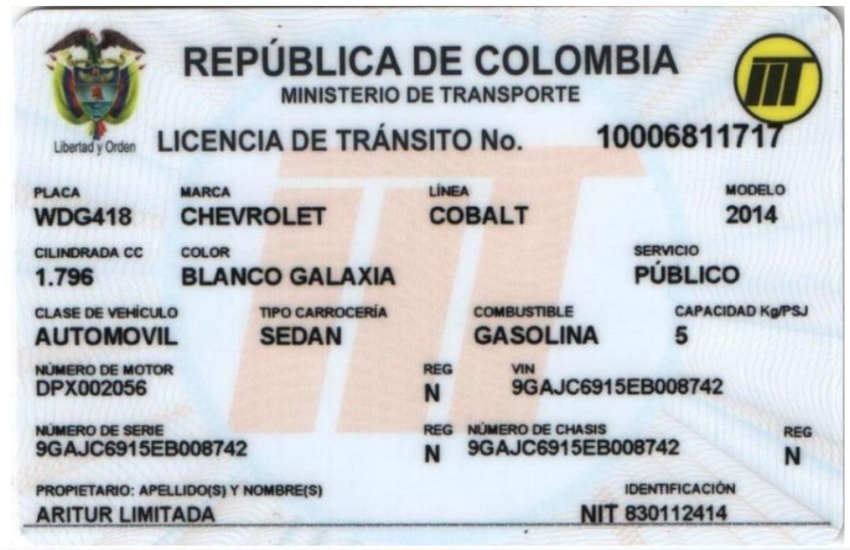 REPÚBLICA DE COLOMBIA
MINISTERIO DE TRANSPORTE
Libertad y Orden
LICENCIA DE TRÁNSITO No. 10006811717
PLACA MARCA LÍNEA MODELO
WDG418 CHEVROLET COBALT 2014
CILINDRADA CC COLOR SERVICIO
1.796 BLANCO GALAXIA PÚBLICO
CLASE DE VEHÍCULO TIPO CARROCERÍA COMBUSTIBLE CAPACIDAD Kg/PSJ
AUTOMOVIL SEDAN GASOLINA 5
NÚMERO DE MOTOR REG VIN
DPX002056 N 9GAJC6915EB008742
NÚMERO DE SERIE REG NÚMERO DE CHASIS REG
9GAJC6915EB008742 N 9GAJC6915EB008742 N
PROPIETARIO: APELLIDO(S) Y NOMBRE(S) IDENTIFICACIÓN
ARITUR LIMITADA NIT 830112414